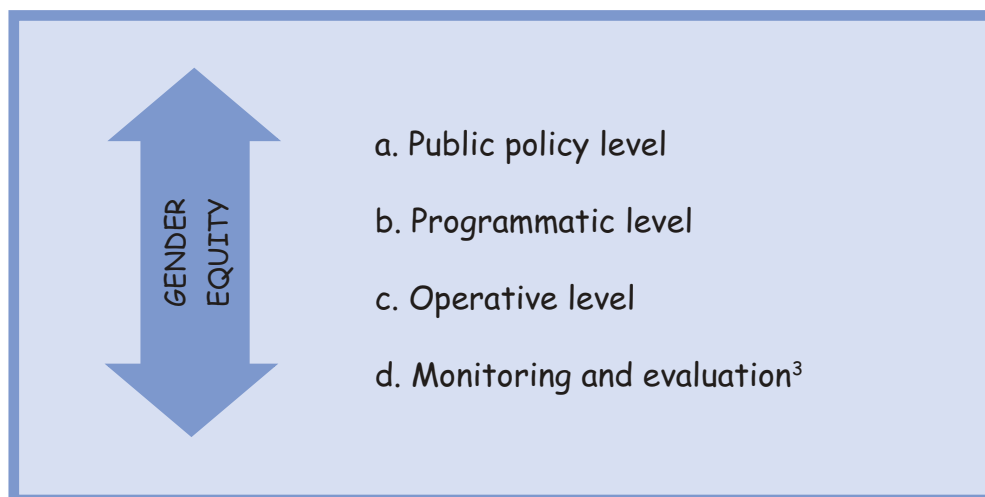 GENDER
EQUITY
a. Public policy level
b. Programmatic level
c. Operative level
d. Monitoring and evaluation³